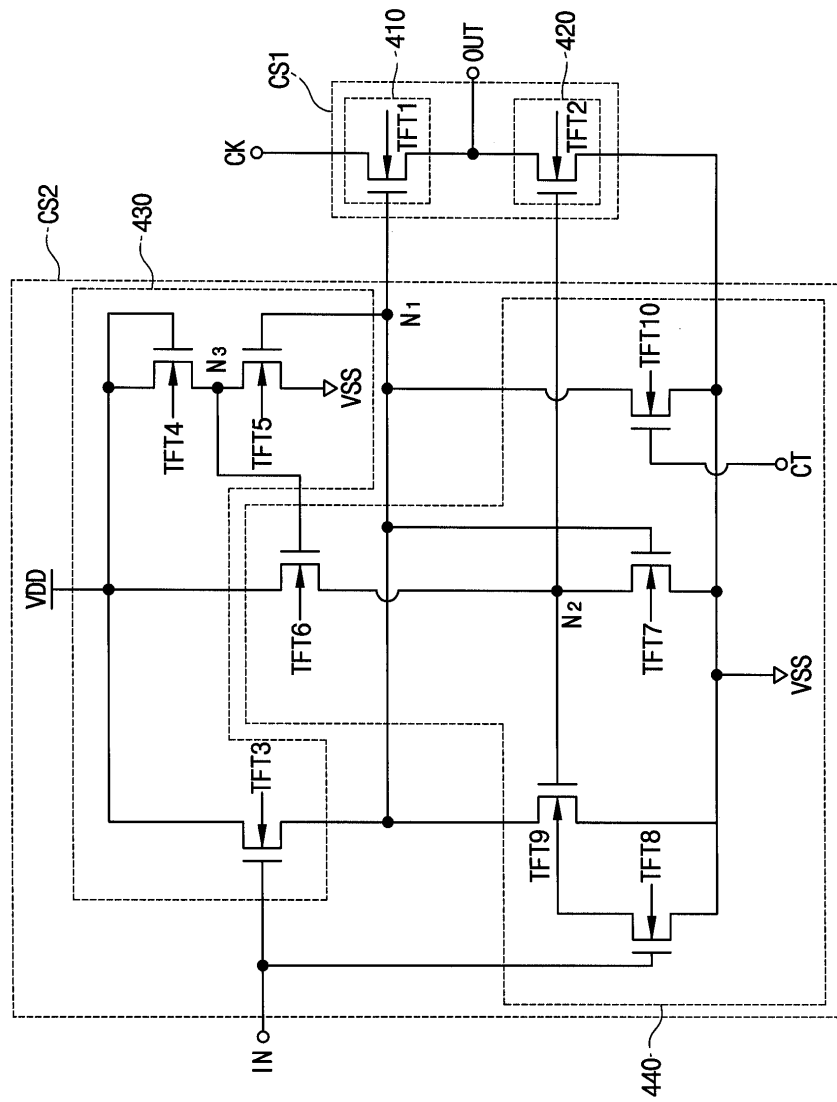 CS2
430
CS1
410
CK
TFT1
OUT
420
TFT2
VDD
TFT4
N3
TFT5
VSS
N1
TFT6
TFT3
IN
N2
TFT10
TFT7
CT
TFT9
TFT8
VSS
440